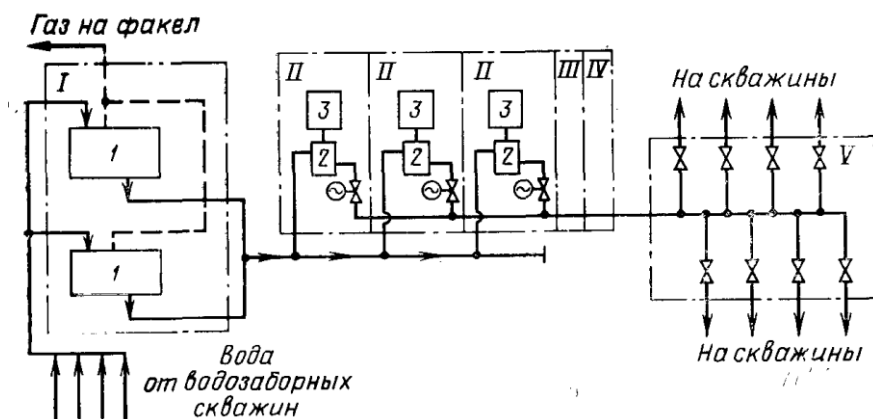 Газ на факел
I
II
II
II
III
IV
На скважины
3
3
3
1
2
2
2
V
1
На скважины
Вода
от водозаборных
скважин